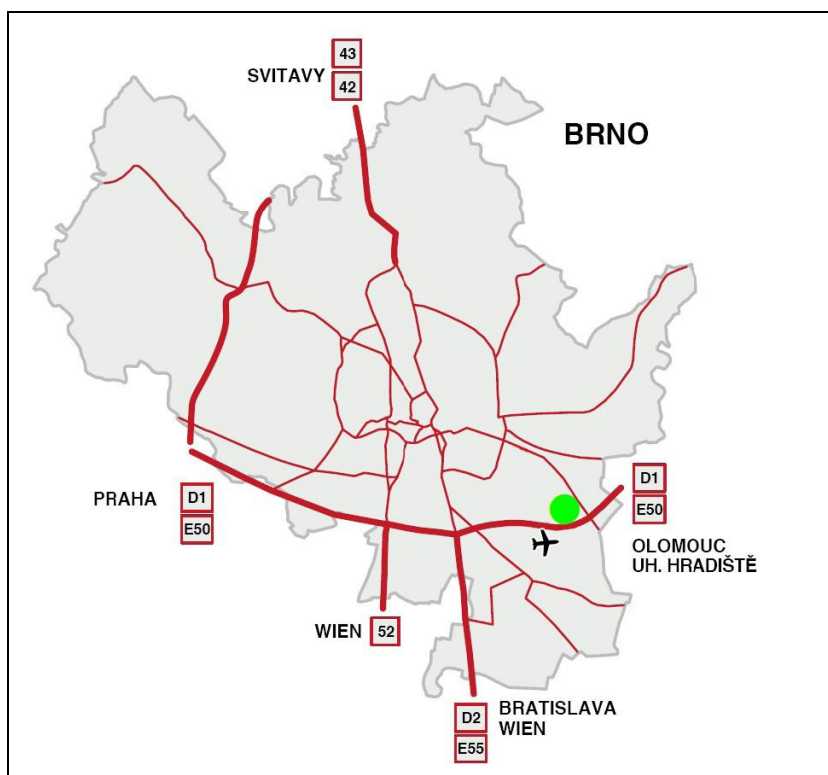 43
SVITAVY
42
BRNO
PRAHA
D1
E50
D1
E50
OLOMOUC
UH. HRADIŠTĚ
WIEN
52
D2
E55
BRATISLAVA
WIEN